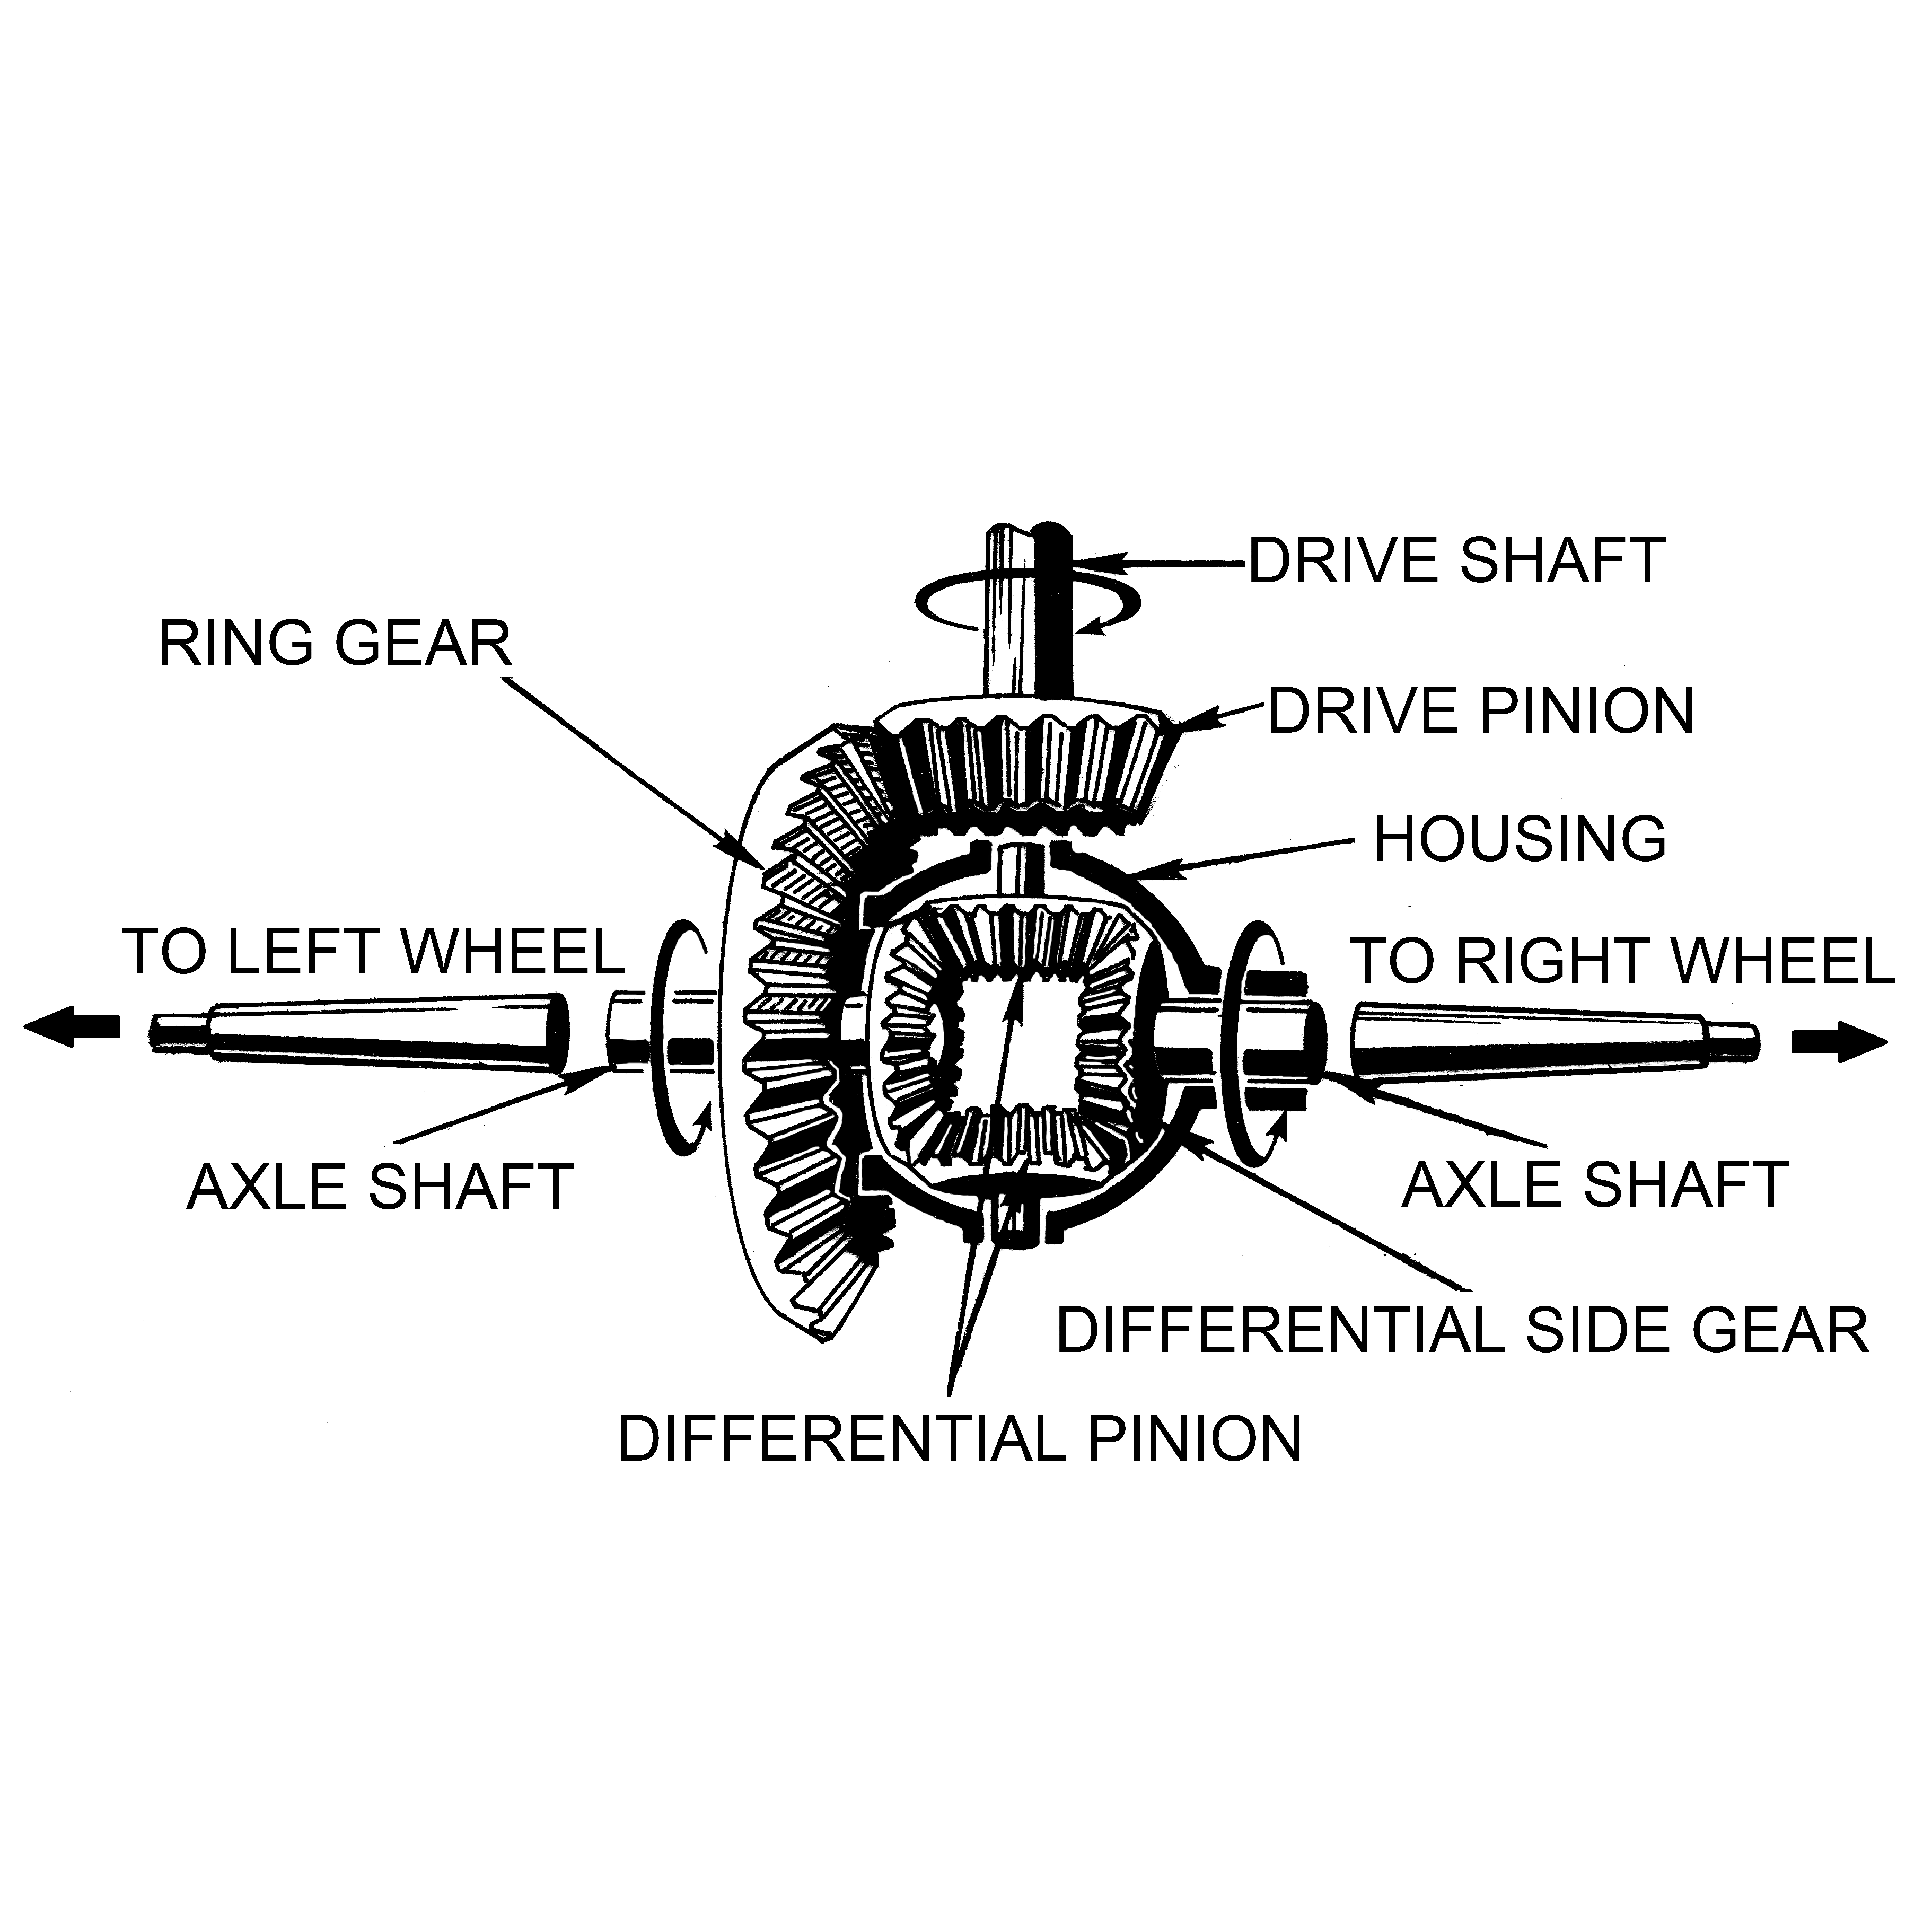 DRIVE SHAFT
RING GEAR
DRIVE PINION
HOUSING
TO LEFT WHEEL
TO RIGHT WHEEL
AXLE SHAFT
AXLE SHAFT
DIFFERENTIAL SIDE GEAR
DIFFERENTIAL PINION